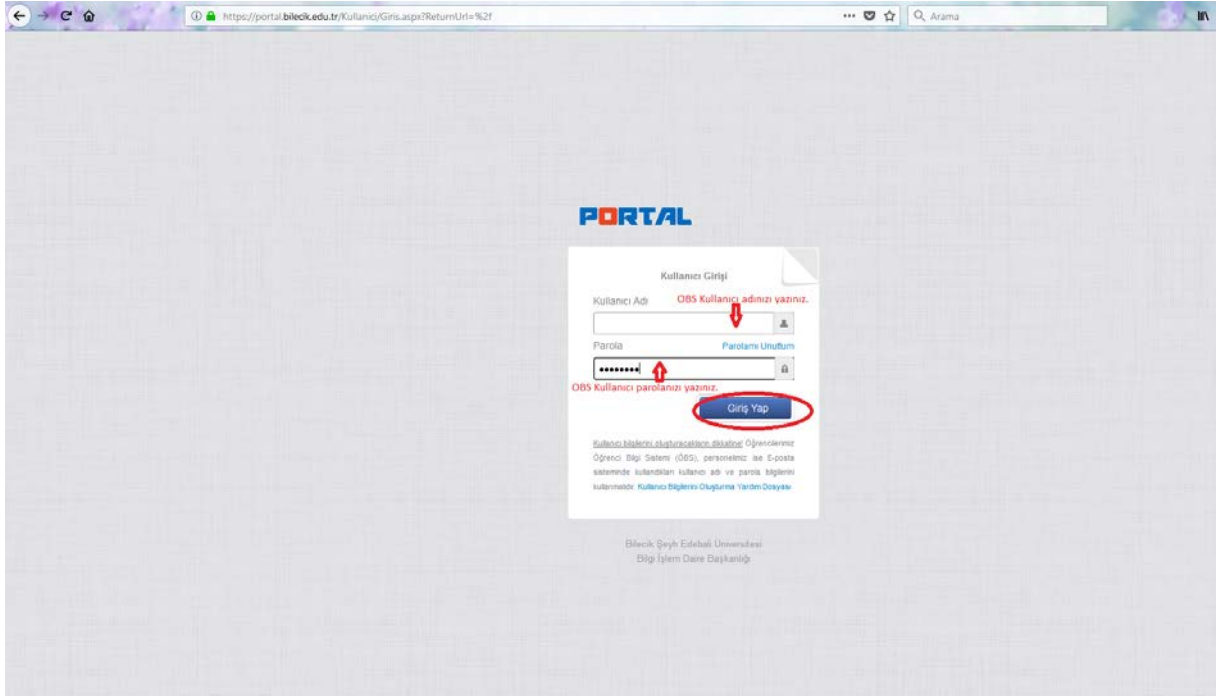 https://portal.bilecik.edu.tr/Kullanici/Giris.aspx?ReturnUrl=%2f
Arama
PORTAL
Kullanıcı Girişi
Kullanıcı Adı OBS Kullanıcı adınızı yazınız.
Parola Parolamı Unuttum
OBS Kullanici parolanızı yazınız.
Giriş Yap
Kullanıcı bilgilerini oluşturacakların dikkatine! Öğrencilerimiz
Öğrenci Bilgi Sistemi (ÖBS), personelimiz ise E-posta
sisteminde kullandıkları kullanıcı adı ve parola bilgilerini
kullanmalıdır. Kullanıcı Bilgilerini Oluşturma Yardım Dosyası
Bilecik Şeyh Edebali Üniversitesi
Bilgi İşlem Daire Başkanlığı